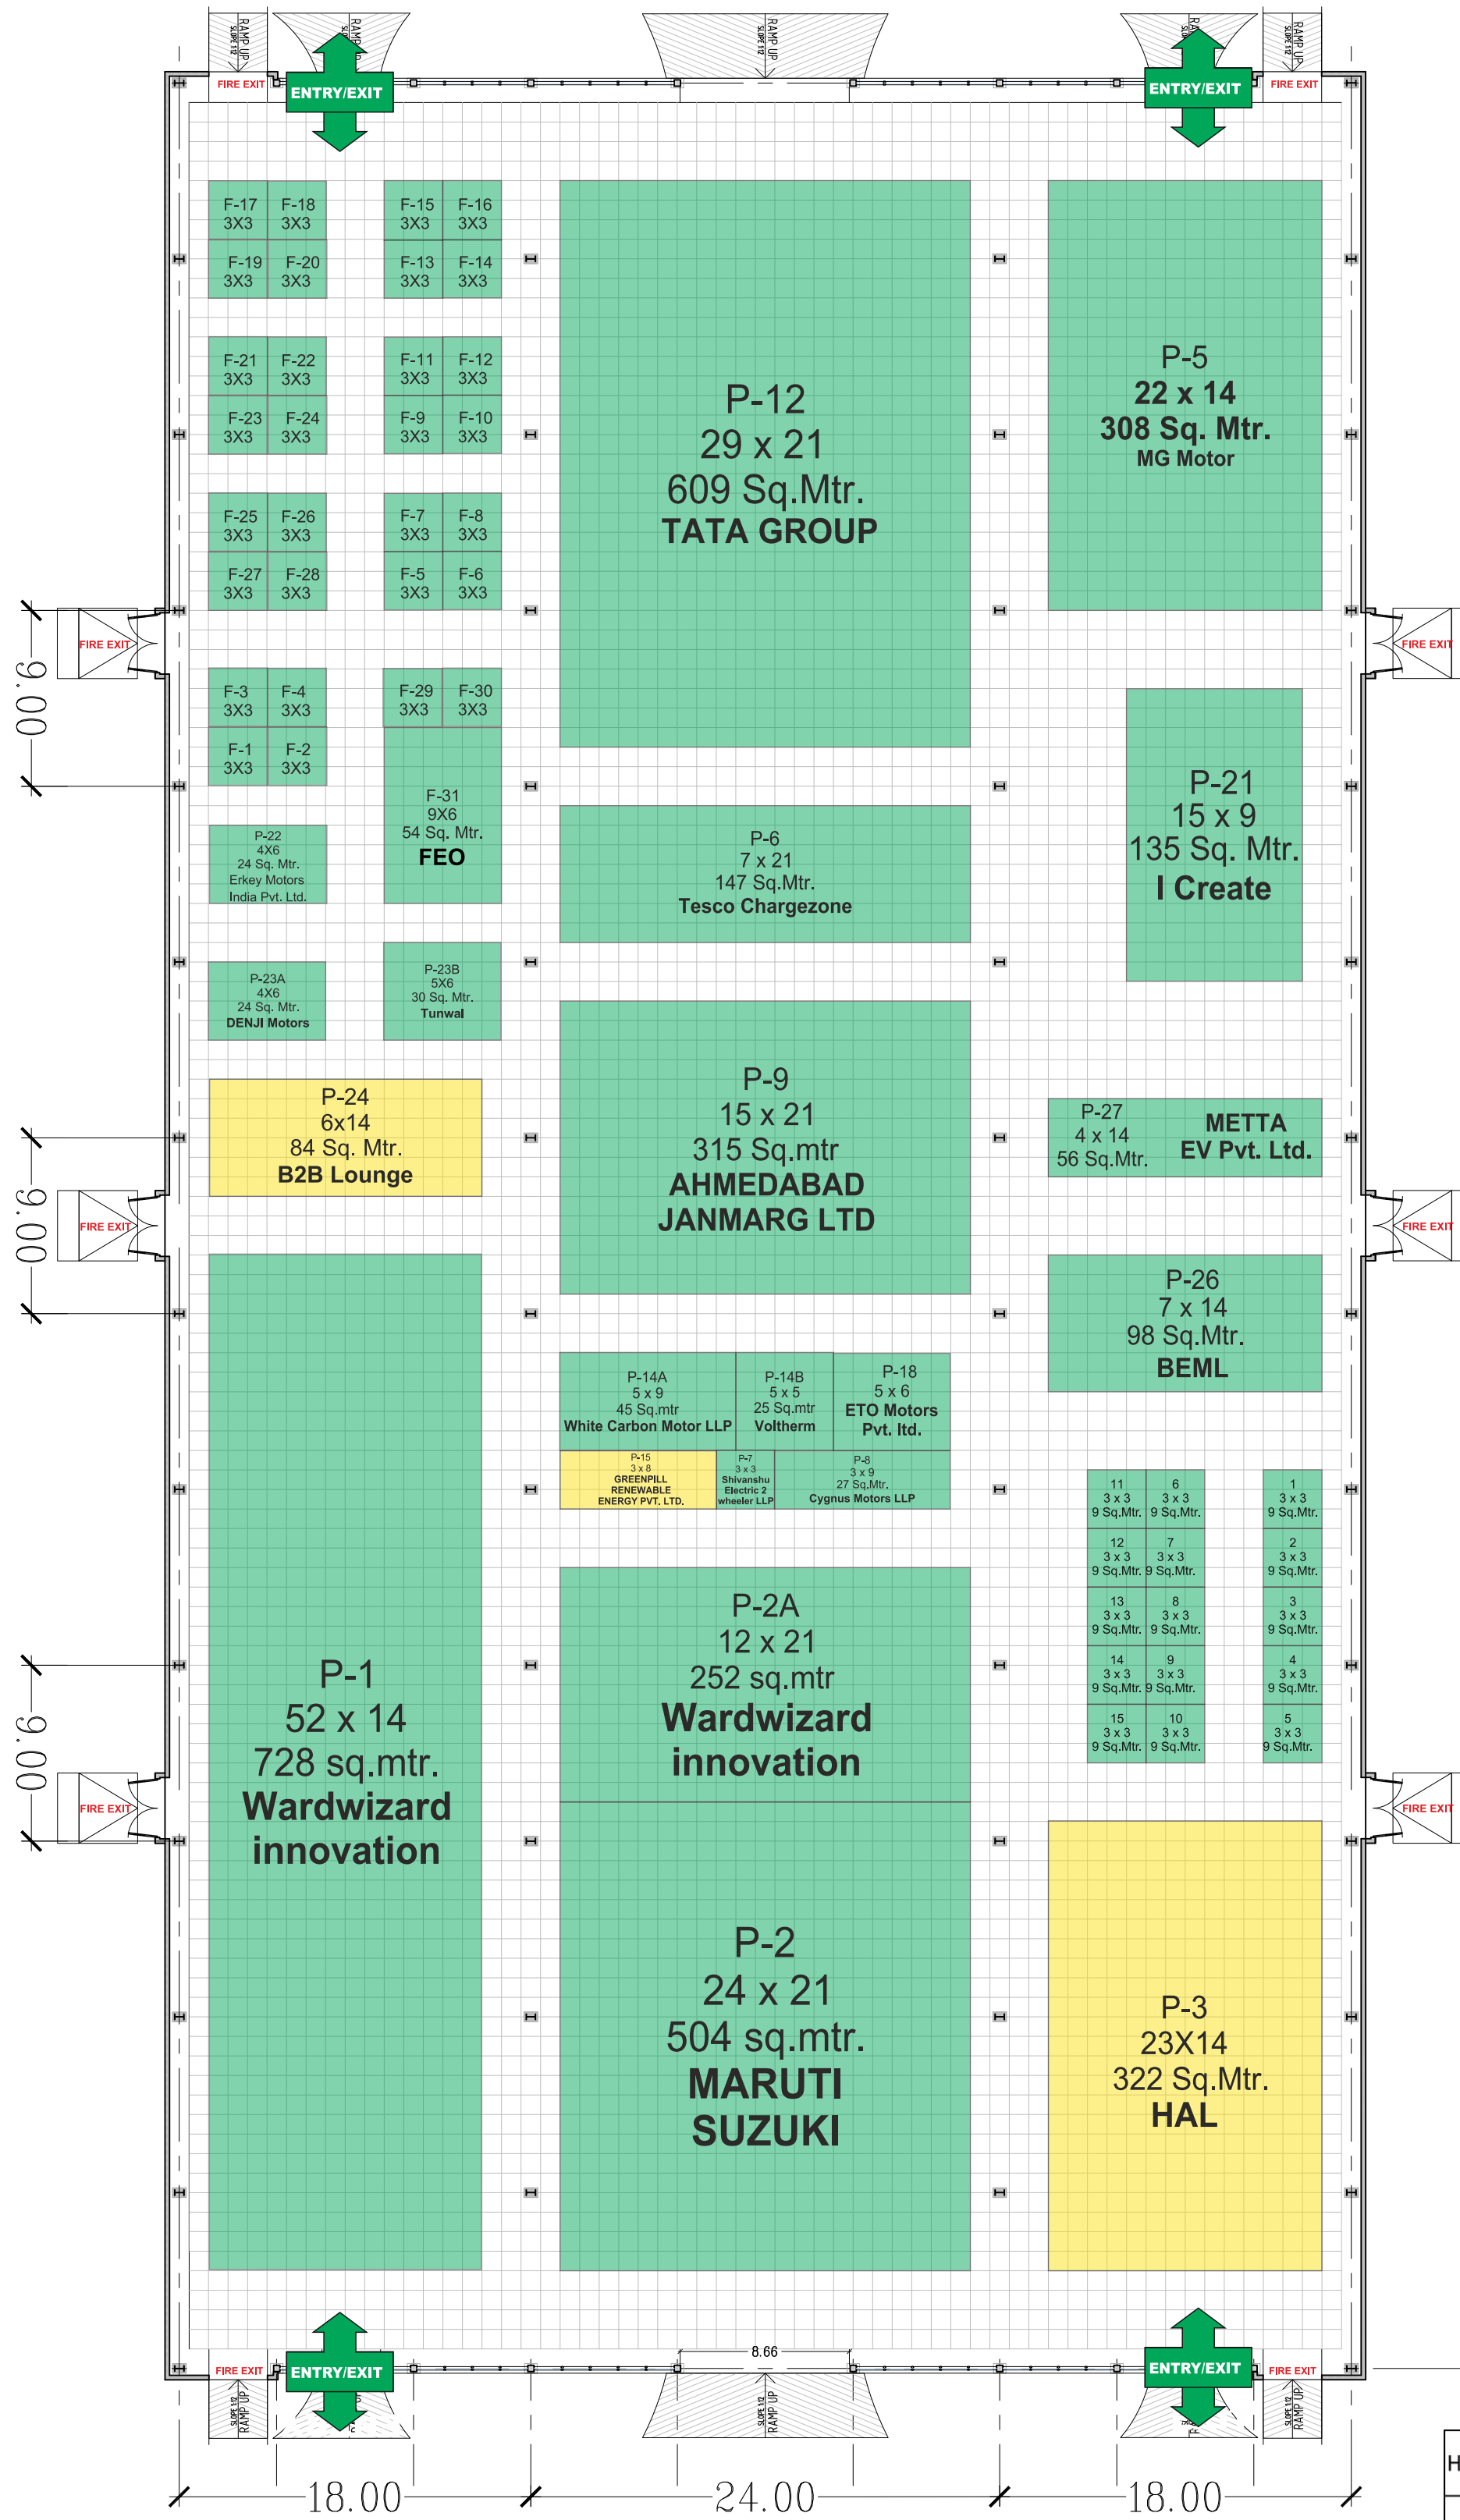 RAMP UP
SLOPE 1:12
RAMP UP
RAMP UP
SLOPE 1:12
RAMP UP
SLOPE 1:12
FIRE EXIT
ENTRY/EXIT
ENTRY/EXIT
FIRE EXIT
F-17
3X3
F-18
3X3
F-15
3X3
F-16
3X3
F-19
3X3
F-20
3X3
F-13
3X3
F-14
3X3
F-21
3X3
F-22
3X3
F-11
3X3
F-12
3X3
F-23
3X3
F-24
3X3
F-9
3X3
F-10
3X3
F-25
3X3
F-26
3X3
F-7
3X3
F-8
3X3
F-27
3X3
F-28
3X3
F-5
3X3
F-6
3X3
P-12
29 x 21
609 Sq.Mtr.
TATA GROUP
P-5
22 x 14
308 Sq. Mtr.
MG Motor
FIRE EXIT
FIRE EXIT
9.00
F-3
3X3
F-4
3X3
F-29
3X3
F-30
3X3
F-1
3X3
F-2
3X3
F-31
9X6
54 Sq. Mtr.
FEO
P-22
4X6
24 Sq. Mtr.
Erkey Motors
India Pvt. Ltd.
P-6
7 x 21
147 Sq.Mtr.
Tesco Chargezone
P-21
15 x 9
135 Sq. Mtr.
I Create
P-23A
4X6
24 Sq. Mtr.
DENJI Motors
P-23B
5X6
30 Sq. Mtr.
Tunwal
P-24
6x14
84 Sq. Mtr.
B2B Lounge
P-9
15 x 21
315 Sq.mtr
AHMEDABAD
JANMARG LTD
P-27
4 x 14
56 Sq.Mtr.
METTA
EV Pvt. Ltd.
FIRE EXIT
FIRE EXIT
9.00
P-26
7 x 14
98 Sq.Mtr.
BEML
P-14A
5 x 9
45 Sq.mtr
White Carbon Motor LLP
P-14B
5 x 5
25 Sq.mtr
Voltherm
P-18
5 x 6
ETO Motors
Pvt. ltd.
P-15
3 x 8
GREENPILL
RENEWABLE
ENERGY PVT. LTD.
P-7
3 x 3
Shivanshu
Electric 2
wheeler LLP
P-8
3 x 9
27 Sq.Mtr.
Cygnus Motors LLP
11
3 x 3
9 Sq.Mtr.
6
3 x 3
9 Sq.Mtr.
1
3 x 3
9 Sq.Mtr.
12
3 x 3
9 Sq.Mtr.
7
3 x 3
9 Sq.Mtr.
2
3 x 3
9 Sq.Mtr.
13
3 x 3
9 Sq.Mtr.
8
3 x 3
9 Sq.Mtr.
3
3 x 3
9 Sq.Mtr.
14
3 x 3
9 Sq.Mtr.
9
3 x 3
9 Sq.Mtr.
4
3 x 3
9 Sq.Mtr.
15
3 x 3
9 Sq.Mtr.
10
3 x 3
9 Sq.Mtr.
5
3 x 3
9 Sq.Mtr.
P-1
52 x 14
728 sq.mtr.
Wardwizard
innovation
P-2A
12 x 21
252 sq.mtr
Wardwizard
innovation
9.00
FIRE EXIT
FIRE EXIT
P-2
24 x 21
504 sq.mtr.
MARUTI
SUZUKI
P-3
23X14
322 Sq.Mtr.
HAL
8.66
FIRE EXIT
ENTRY/EXIT
ENTRY/EXIT
FIRE EXIT
SLOPE 1:12
RAMP UP
SLOPE 1:12
RAMP UP
SLOPE 1:12
RAMP UP
H
18.00
24.00
18.00